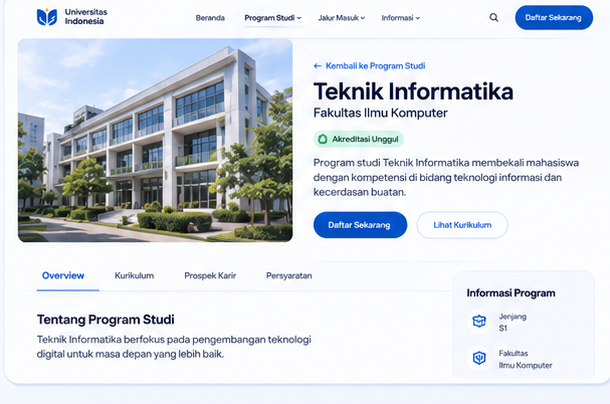 Universitas
Indonesia
Beranda
Program Studi
Jalur Masuk
Informasi
Daftar Sekarang
Kembali ke Program Studi
Teknik Informatika
Fakultas Ilmu Komputer
Akreditasi Unggul
Program studi Teknik Informatika membekali mahasiswa
dengan kompetensi di bidang teknologi informasi dan
kecerdasan buatan.
Daftar Sekarang
Lihat Kurikulum
Overview
Kurikulum
Prospek Karir
Persyaratan
Tentang Program Studi
Teknik Informatika berfokus pada pengembangan teknologi
digital untuk masa depan yang lebih baik.
Informasi Program
Jenjang
S1
Fakultas
Ilmu Komputer